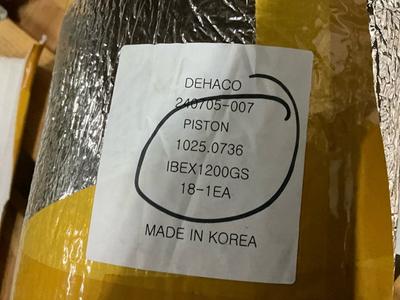 DEHACO
240705-007
PISTON
1025.0736
IBEX1200GS
18-1EA
MADE IN KOREA